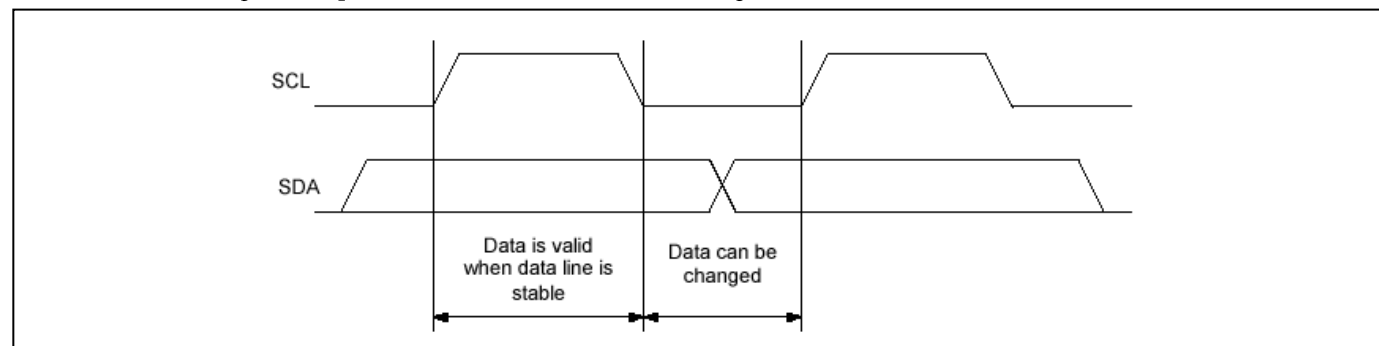 SCL
SDA
Data is valid
when data line is
stable
Data can be
changed